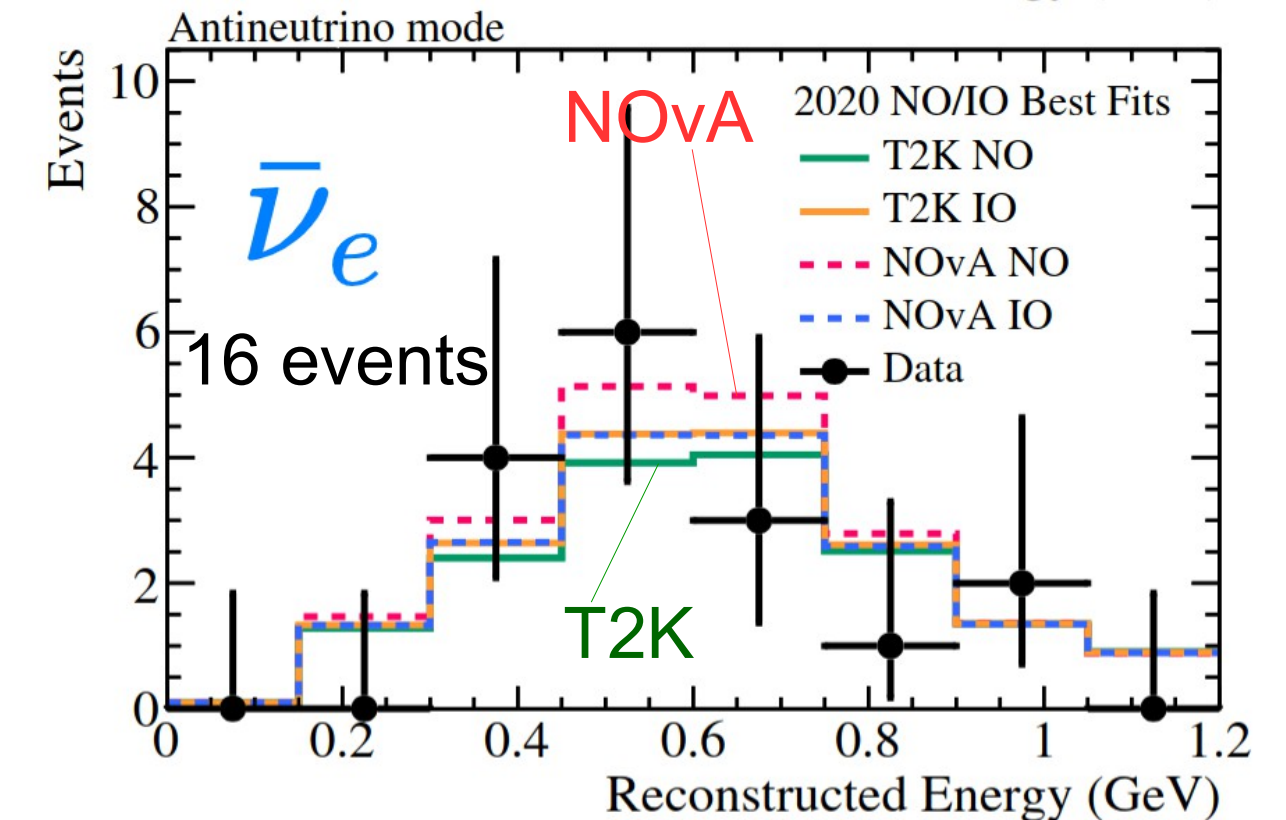 Antineutrino mode
Events
10
8
6
4
2
0
ν̄e
16 events
NOvA
T2K
2020 NO/IO Best Fits
T2K NO
T2K IO
NOvA NO
NOvA IO
Data
0 0.2 0.4 0.6 0.8 1 1.2
Reconstructed Energy (GeV)